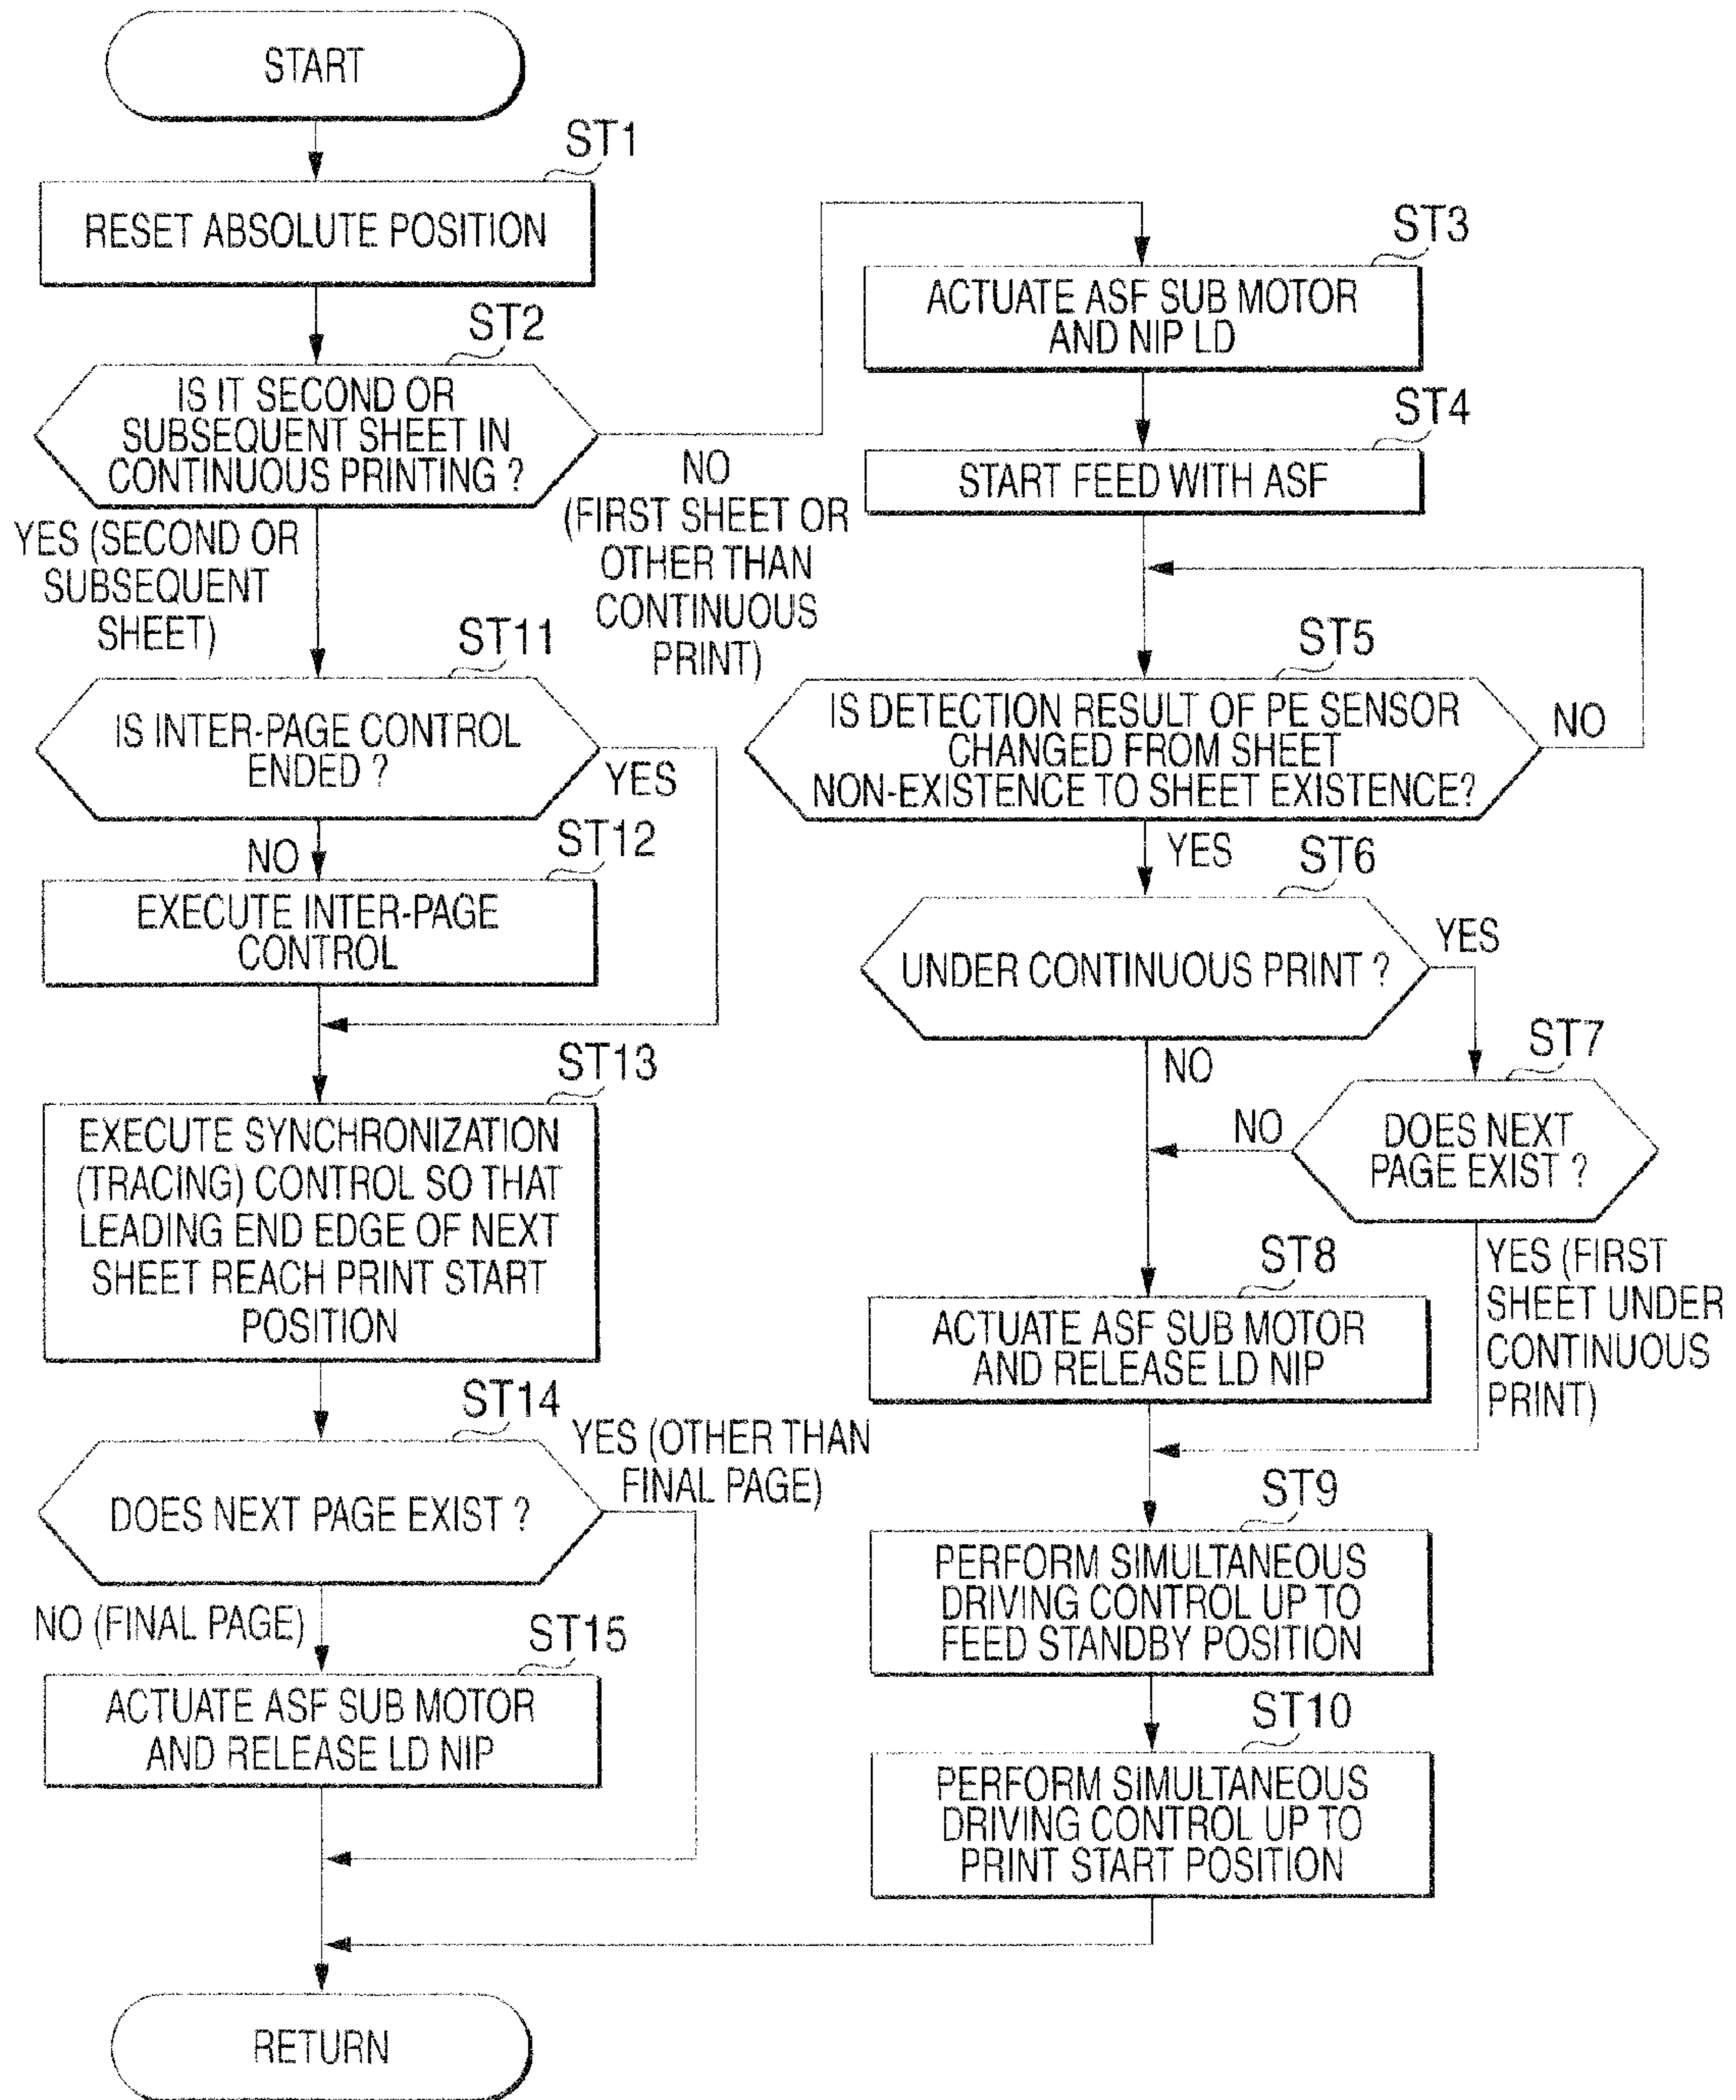 START
ST1
RESET ABSOLUTE POSITION
ST2
IS IT SECOND OR
SUBSEQUENT SHEET IN
CONTINUOUS PRINTING ?
YES (SECOND OR
SUBSEQUENT
SHEET)
NO
(FIRST SHEET OR
OTHER THAN
CONTINUOUS
PRINT)
ST11
IS INTER-PAGE CONTROL
ENDED ?
YES
NO
ST12
EXECUTE INTER-PAGE
CONTROL
ST13
EXECUTE SYNCHRONIZATION
(TRACING) CONTROL SO THAT
LEADING END EDGE OF NEXT
SHEET REACH PRINT START
POSITION
ST14
YES (OTHER THAN
FINAL PAGE)
DOES NEXT PAGE EXIST ?
NO (FINAL PAGE)
ST15
ACTUATE ASF SUB MOTOR
AND RELEASE LD NIP
RETURN
ST3
ACTUATE ASF SUB MOTOR
AND NIP LD
ST4
START FEED WITH ASF
ST5
IS DETECTION RESULT OF PE SENSOR
CHANGED FROM SHEET
NON-EXISTENCE TO SHEET EXISTENCE?
NO
YES
ST6
UNDER CONTINUOUS PRINT ?
YES
NO
ST7
DOES NEXT
PAGE EXIST ?
NO
YES (FIRST
SHEET UNDER
CONTINUOUS
PRINT)
ST8
ACTUATE ASF SUB MOTOR
AND RELEASE LD NIP
ST9
PERFORM SIMULTANEOUS
DRIVING CONTROL UP TO
FEED STANDBY POSITION
ST10
PERFORM SIMULTANEOUS
DRIVING CONTROL UP TO
PRINT START POSITION